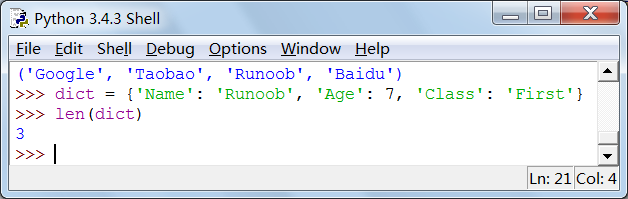 Python 3.4.3 Shell
File Edit Shell Debug Options Window Help
('Google', 'Taobao', 'Runoob', 'Baidu')
>>> dict = {'Name': 'Runoob', 'Age': 7, 'Class': 'First'}
>>> len(dict)
3
>>>
Ln: 21 Col: 4